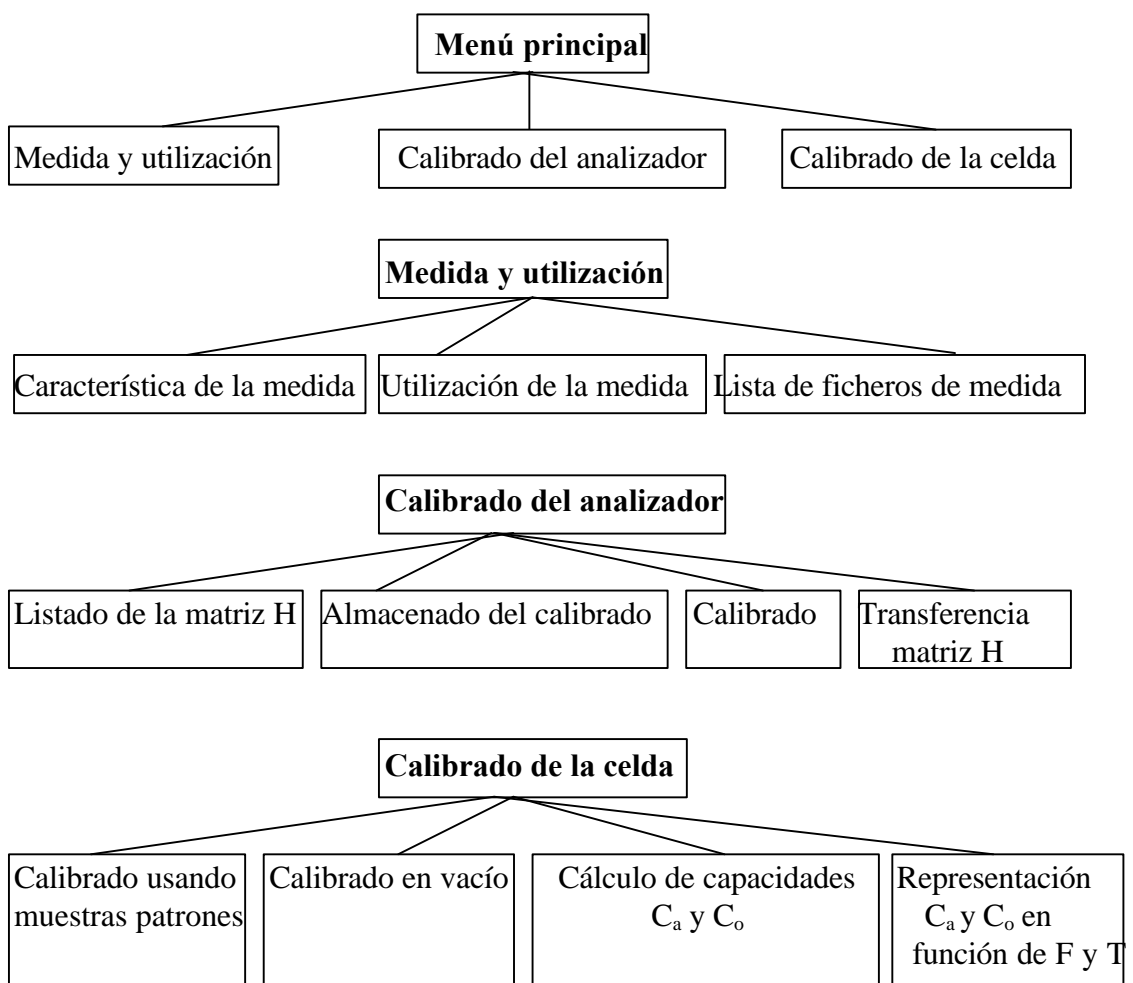 Menú principal
Medida y utilización
Calibrado del analizador
Calibrado de la celda
Medida y utilización
Característica de la medida
Utilización de la medida
Lista de ficheros de medida
Calibrado del analizador
Listado de la matriz H
Almacenado del calibrado
Calibrado
Transferencia
matriz H
Calibrado de la celda
Calibrado usando
muestras patrones
Calibrado en vacío
Cálculo de capacidades
Cₐ y Cₒ
Representación
Cₐ y Cₒ en
función de F y T